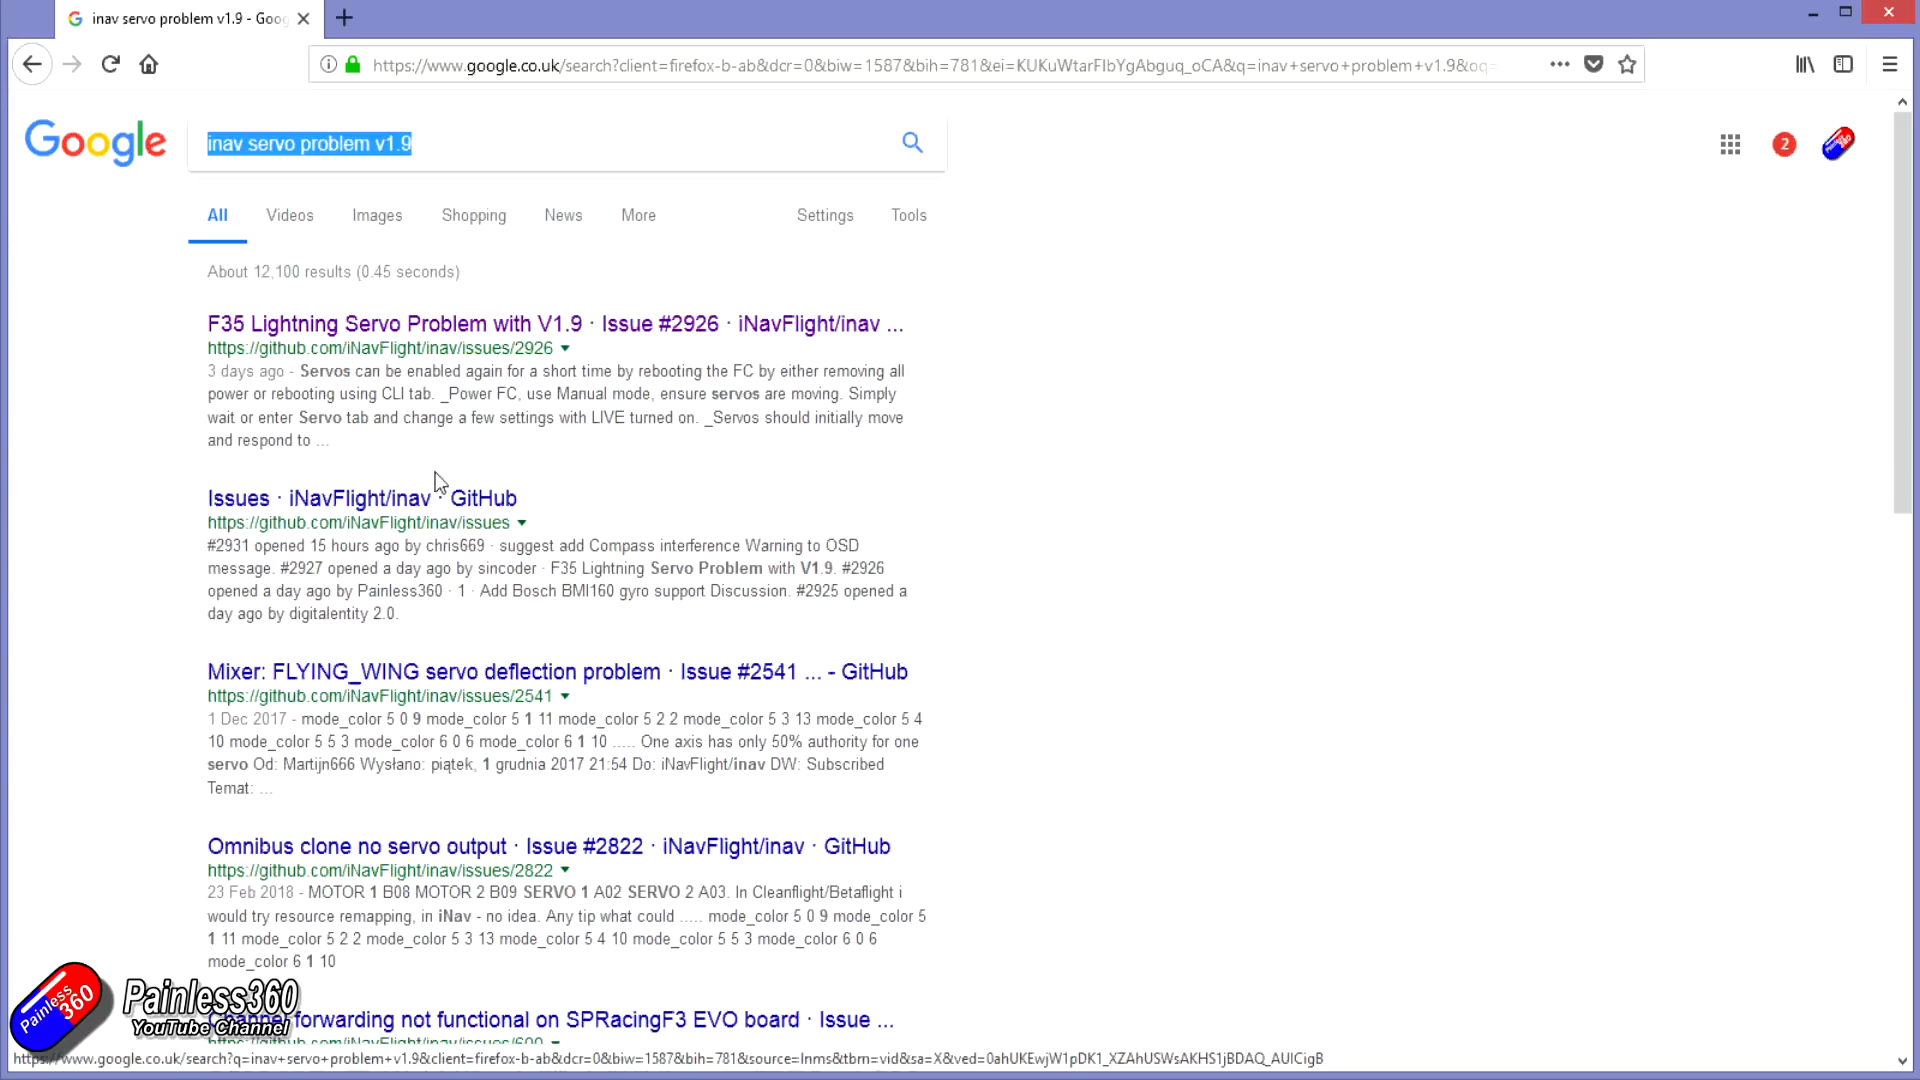 inav servo problem v1.9 - Goog
https://www.google.co.uk/search?client=firefox-b-ab&dcr=0&biw=1587&bih=781&ei=KUKuWtarFIbYgAbguq_oCA&q=inav+servo+problem+v1.9&oq=
Google
inav servo problem v1.9
2
All Videos Images Shopping News More Settings Tools
About 12,100 results (0.45 seconds)
F35 Lightning Servo Problem with V1.9 · Issue #2926 · iNavFlight/inav ...
https://github.com/iNavFlight/inav/issues/2926
3 days ago - Servos can be enabled again for a short time by rebooting the FC by either removing all
power or rebooting using CLI tab. _Power FC, use Manual mode, ensure servos are moving. Simply
wait or enter Servo tab and change a few settings with LIVE turned on. _Servos should initially move
and respond to ...
Issues · iNavFlight/inav · GitHub
https://github.com/iNavFlight/inav/issues
#2931 opened 15 hours ago by chris669 · suggest add Compass interference Warning to OSD
message. #2927 opened a day ago by sincoder · F35 Lightning Servo Problem with V1.9. #2926
opened a day ago by Painless360 · 1 · Add Bosch BMI160 gyro support Discussion. #2925 opened a
day ago by digitalentity 2.0.
Mixer: FLYING_WING servo deflection problem · Issue #2541 ... - GitHub
https://github.com/iNavFlight/inav/issues/2541
1 Dec 2017 - mode_color 5 0 9 mode_color 5 1 11 mode_color 5 2 2 mode_color 5 3 13 mode_color 5 4
10 mode_color 5 5 3 mode_color 6 0 6 mode_color 6 1 10 ..... One axis has only 50% authority for one
servo Od: Martijn666 Wysłano: piątek, 1 grudnia 2017 21:54 Do: iNavFlight/inav DW: Subscribed
Temat: ...
Omnibus clone no servo output · Issue #2822 · iNavFlight/inav · GitHub
https://github.com/iNavFlight/inav/issues/2822
23 Feb 2018 - MOTOR 1 B08 MOTOR 2 B09 SERVO 1 A02 SERVO 2 A03. In Cleanflight/Betaflight i
would try resource remapping, in iNav - no idea. Any tip what could ..... mode_color 5 0 9 mode_color 5
1 11 mode_color 5 2 2 mode_color 5 3 13 mode_color 5 4 10 mode_color 5 5 3 mode_color 6 0 6
mode_color 6 1 10
Painless 360
Painless360
YouTube Channel
Channel forwarding not functional on SPRacingF3 EVO board · Issue ...
https://github.com/iNavFlight/inav/issues/600
https://www.google.co.uk/search?q=inav+servo+problem+v1.9&client=firefox-b-ab&dcr=0&biw=1587&bih=781&source=lnms&tbm=vid&sa=X&ved=0ahUKEwjW1pDK1_XZAhUSWsAKHS1jBDAQ_AUICigB